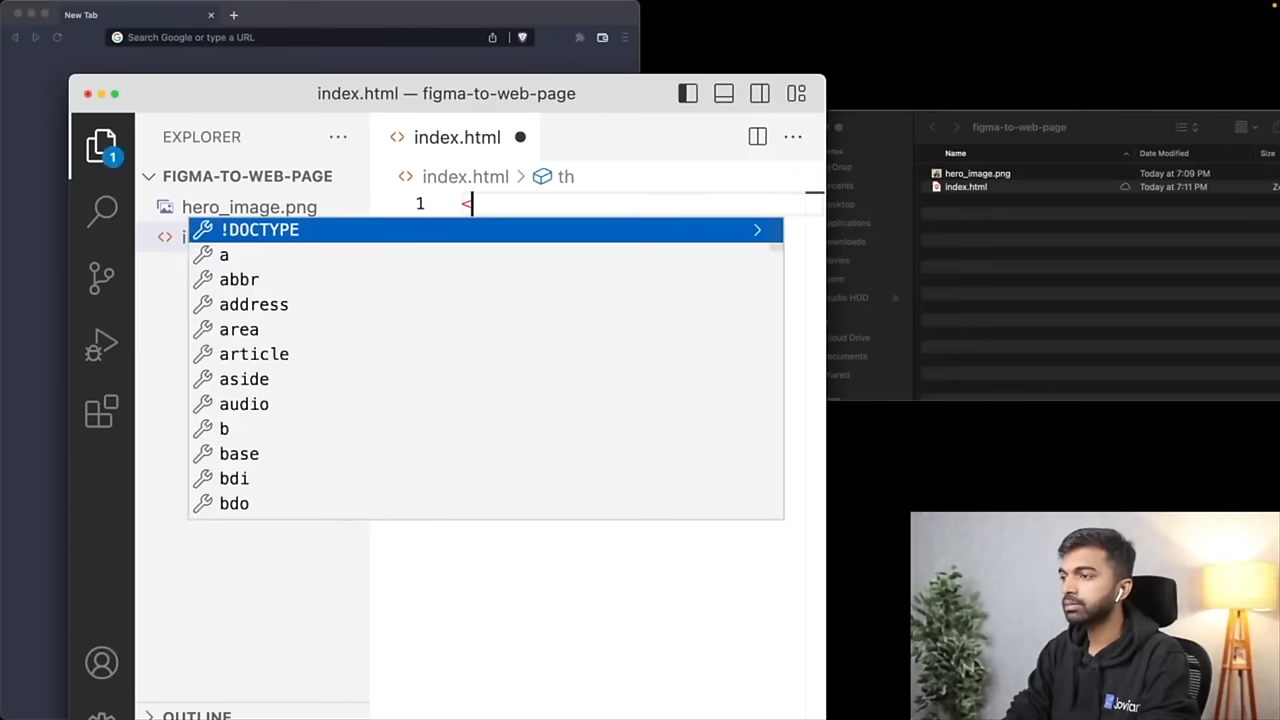 New Tab
Search Google or type a URL
index.html — figma-to-web-page
EXPLORER
index.html
FIGMA-TO-WEB-PAGE
index.html > th
hero_image.png
1 <
!DOCTYPE
a
abbr
address
area
article
aside
audio
b
base
bdi
bdo
OUTLINE
1
figma-to-web-page
Name
Date Modified
Size
hero_image.png
Today at 7:09 PM
index.html
Today at 7:11 PM
Jovian